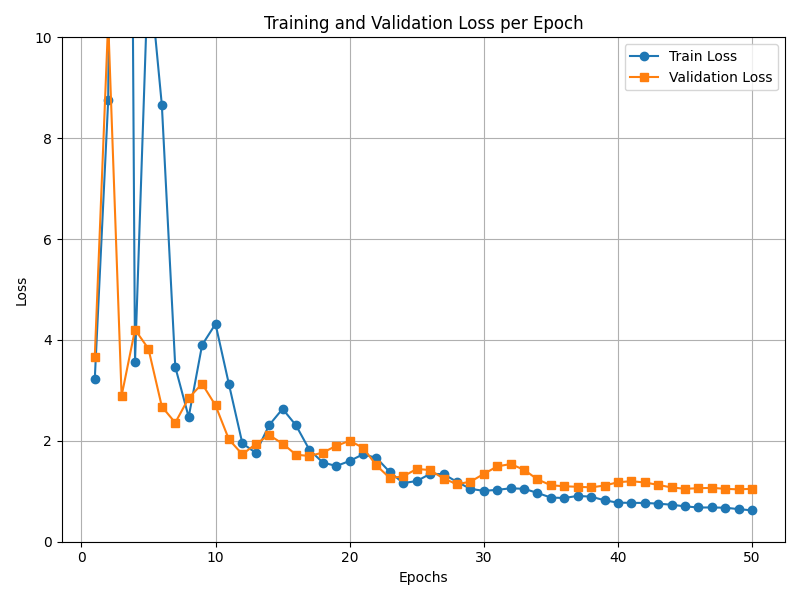 Training and Validation Loss per Epoch
Train Loss
Validation Loss
10
8
6
4
2
0
Loss
0 10 20 30 40 50
Epochs